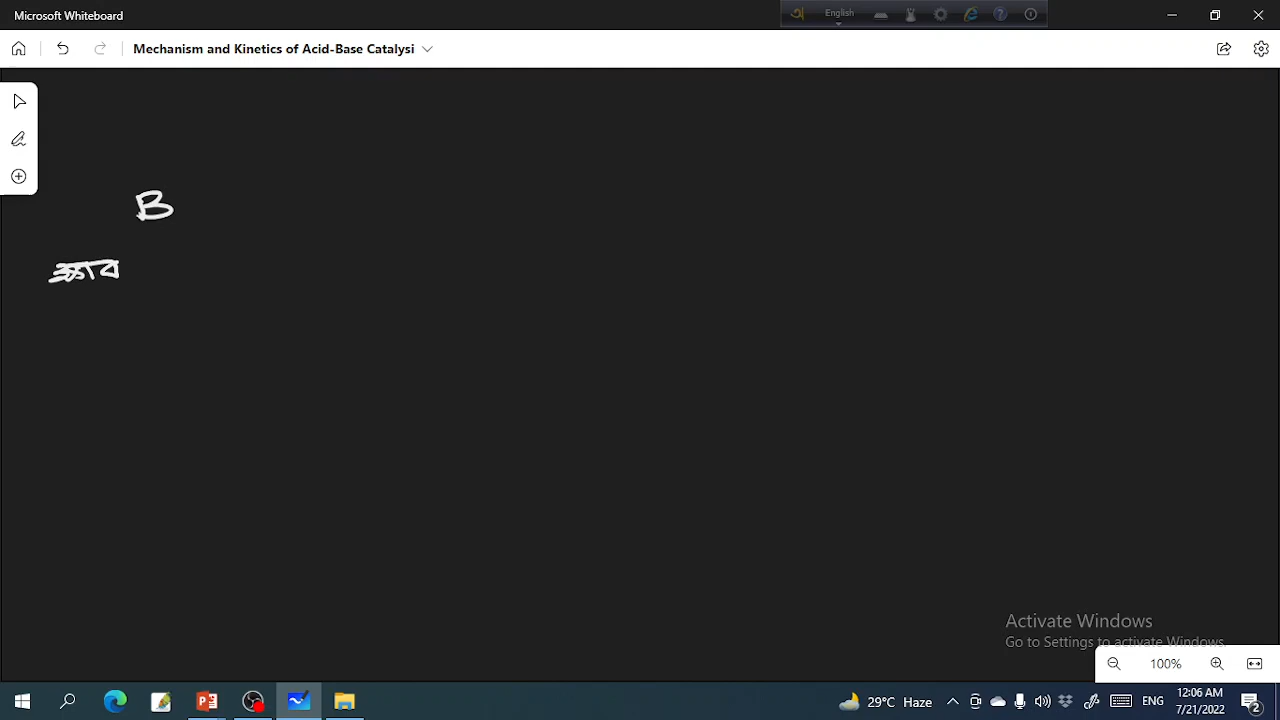 Microsoft Whiteboard
English
Mechanism and Kinetics of Acid-Base Catalysi
B
Activate Windows
Go to Settings to activate Windows.
100%
29°C Haze
ENG
12:06 AM
7/21/2022
2